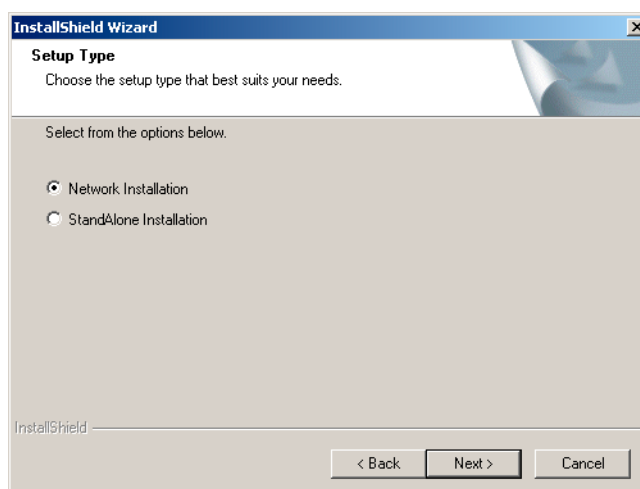 InstallShield Wizard
Setup Type
Choose the setup type that best suits your needs.
Select from the options below.
Network Installation
StandAlone Installation
InstallShield
< Back
Next >
Cancel